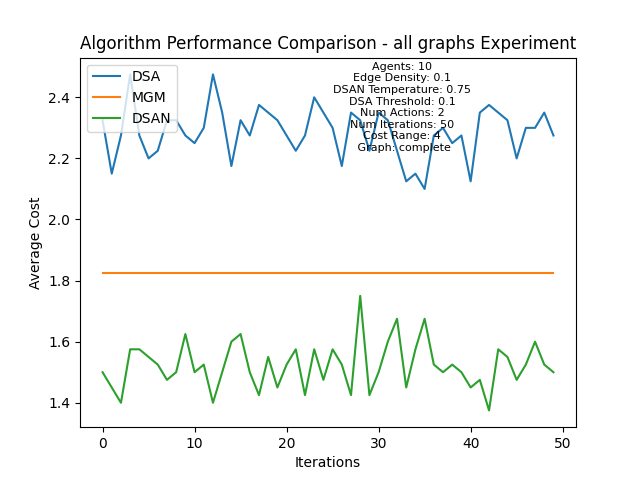 Algorithm Performance Comparison - all graphs Experiment
DSA
MGM
DSAN
Agents: 10
Edge Density: 0.1
DSAN Temperature: 0.75
DSA Threshold: 0.1
Num Actions: 2
Num Iterations: 50
Cost Range: 4
Graph: complete
Average Cost
2.4
2.2
2.0
1.8
1.6
1.4
0 10 20 30 40 50
Iterations